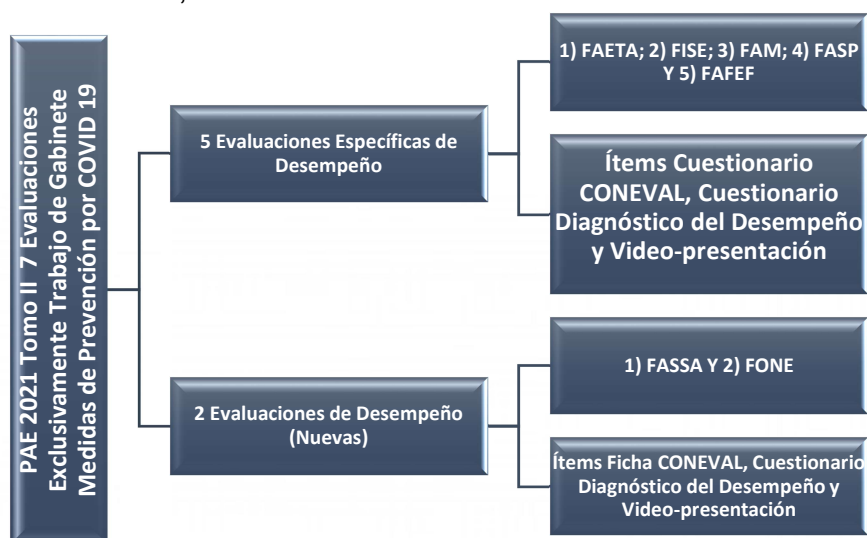 PAE 2021 Tomo II 7 Evaluaciones
Exclusivamente Trabajo de Gabinete
Medidas de Prevención por COVID 19
5 Evaluaciones Específicas de
Desempeño
1) FAETA; 2) FISE; 3) FAM; 4) FASP
Y 5) FAFEF
Ítems Cuestionario
CONEVAL, Cuestionario
Diagnóstico del Desempeño
y Video-presentación
2 Evaluaciones de Desempeño
(Nuevas)
1) FASSA Y 2) FONE
Ítems Ficha CONEVAL, Cuestionario
Diagnóstico del Desempeño y
Video-presentación